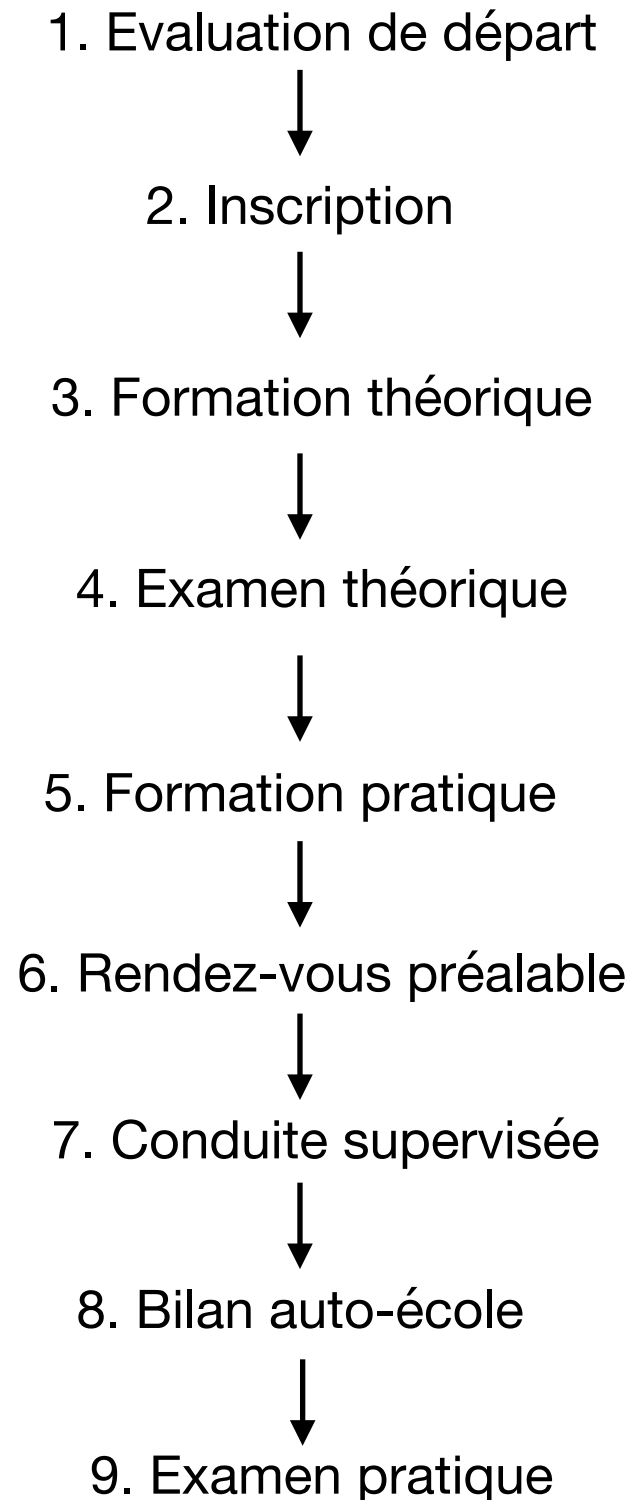 1. Evaluation de départ
2. Inscription
3. Formation théorique
4. Examen théorique
5. Formation pratique
6. Rendez-vous préalable
7. Conduite supervisée
8. Bilan auto-école
9. Examen pratique